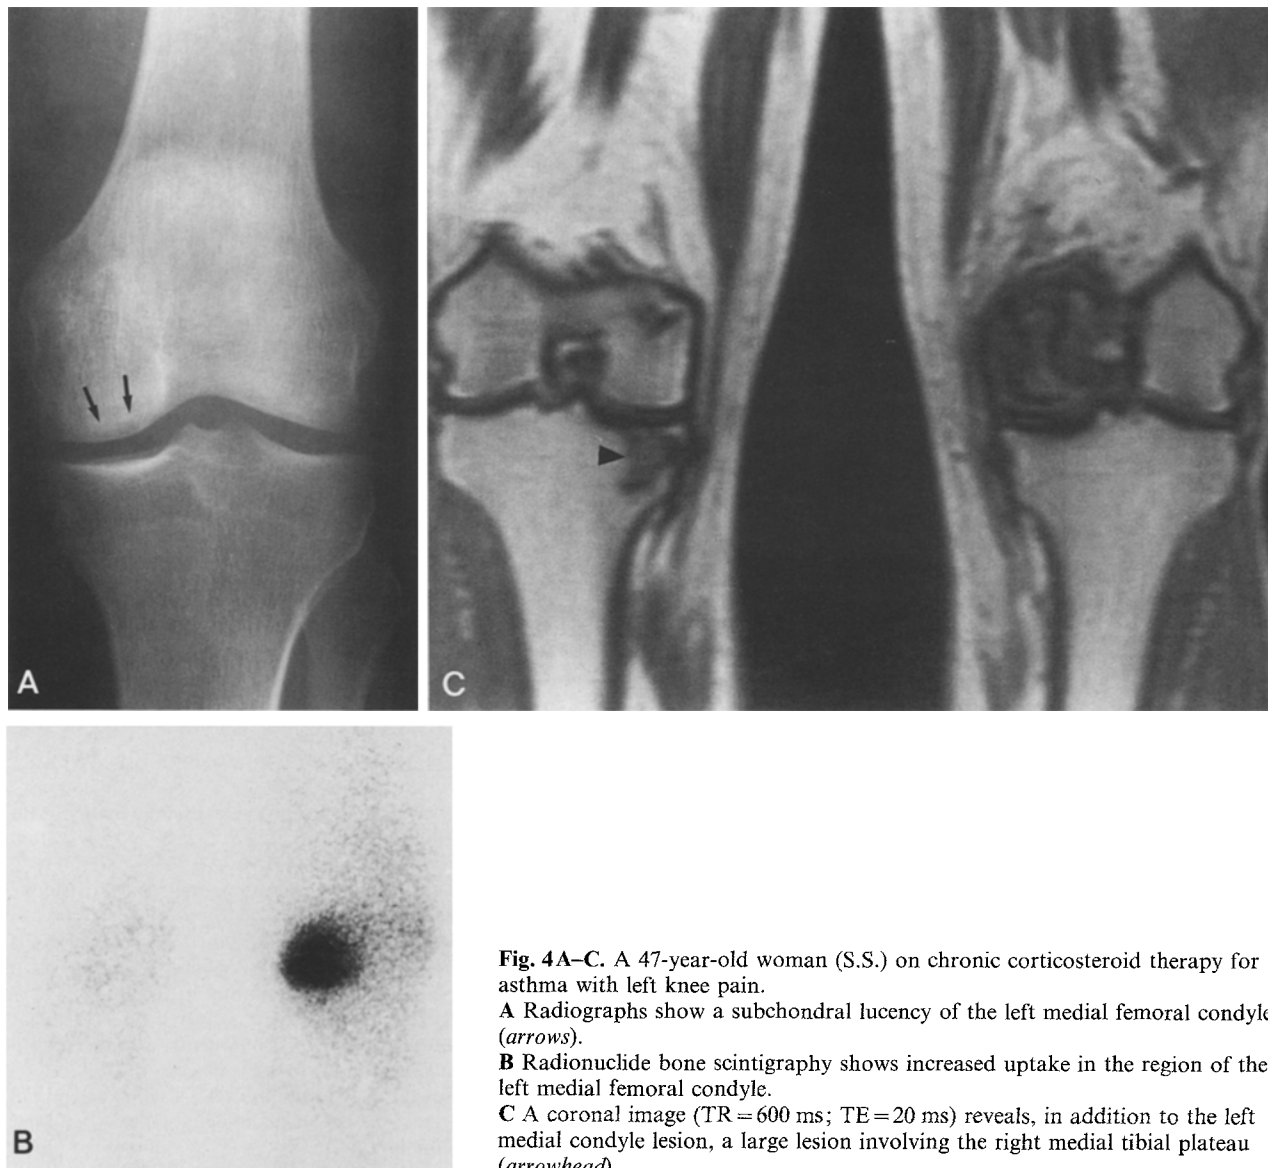 A
C
B
Fig. 4A–C. A 47-year-old woman (S.S.) on chronic corticosteroid therapy for
asthma with left knee pain.
A Radiographs show a subchondral lucency of the left medial femoral condyle
(arrows).
B Radionuclide bone scintigraphy shows increased uptake in the region of the
left medial femoral condyle.
C A coronal image (TR = 600 ms; TE = 20 ms) reveals, in addition to the left
medial condyle lesion, a large lesion involving the right medial tibial plateau
(arrowhead)